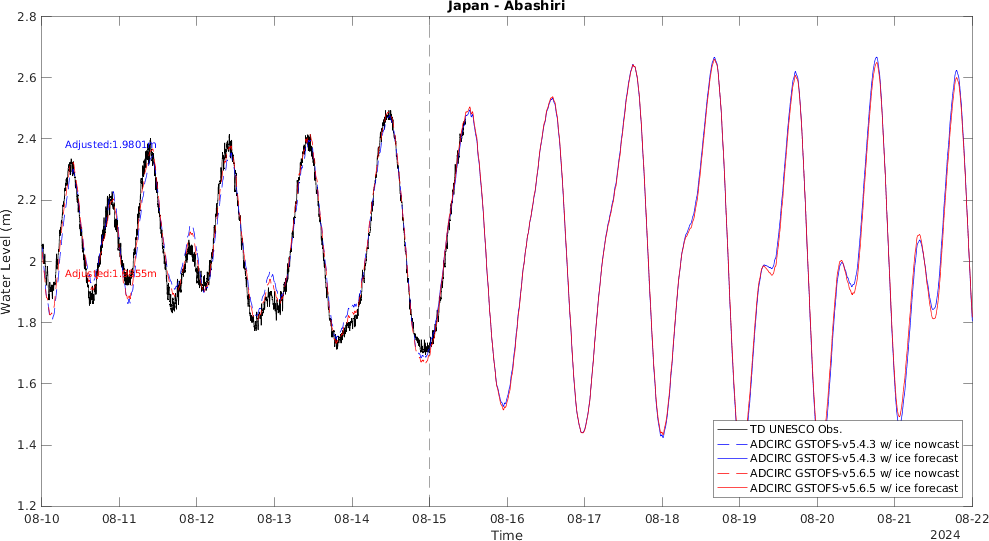 Japan - Abashiri
2.8
2.6
2.4
2.2
2
1.8
1.6
1.4
1.2
Water Level (m)
Adjusted:1.9801m
08-10
08-11
08-12
08-13
08-14
08-15
08-16
08-17
08-18
08-19
08-20
08-21
08-22
Time
2024
TD UNESCO Obs.
ADCIRC GSTOFS-v5.4.3 w/ ice nowcast
ADCIRC GSTOFS-v5.4.3 w/ ice forecast
ADCIRC GSTOFS-v5.6.5 w/ ice nowcast
ADCIRC GSTOFS-v5.6.5 w/ ice forecast